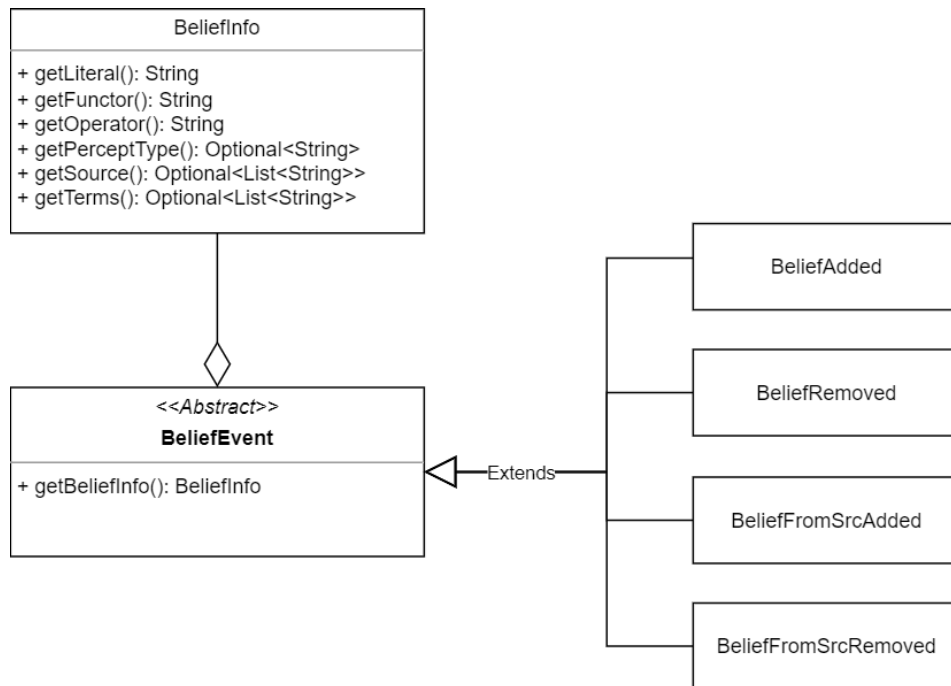 BeliefInfo
+ getLiteral(): String
+ getFunctor(): String
+ getOperator(): String
+ getPerceptType(): Optional<String>
+ getSource(): Optional<List<String>>
+ getTerms(): Optional<List<String>>
<<Abstract>>
BeliefEvent
+ getBeliefInfo(): BeliefInfo
Extends
BeliefAdded
BeliefRemoved
BeliefFromSrcAdded
BeliefFromSrcRemoved